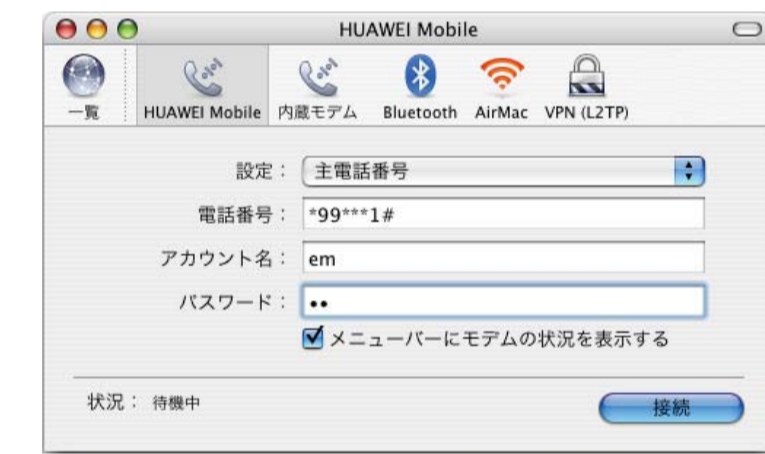 HUAWEI Mobile
一覧 HUAWEI Mobile 内蔵モデム Bluetooth AirMac VPN (L2TP)
設定： 主電話番号
電話番号： *99***1#
アカウント名： em
パスワード： ••
メニューバーにモデムの状況を表示する
状況： 待機中 接続